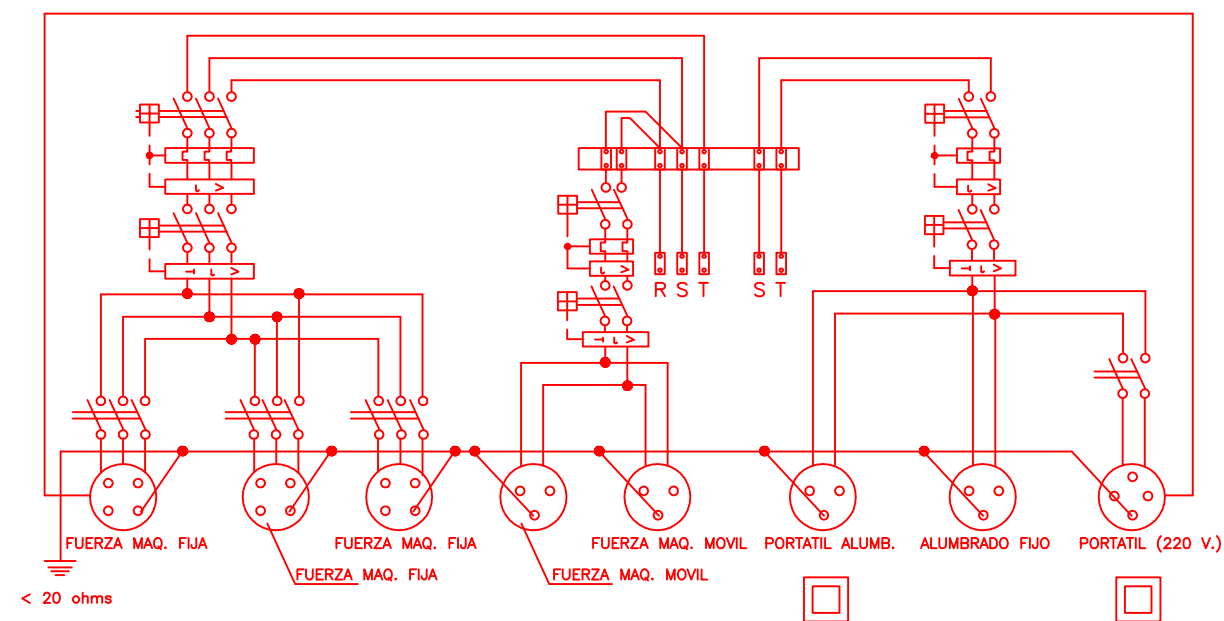 R S T S T
FUERZA MAQ. FIJA
FUERZA MAQ. FIJA
FUERZA MAQ. MOVIL
PORTATIL ALUMB.
ALUMBRADO FIJO
PORTATIL (220 V.)
FUERZA MAQ. FIJA
FUERZA MAQ. MOVIL
< 20 ohms